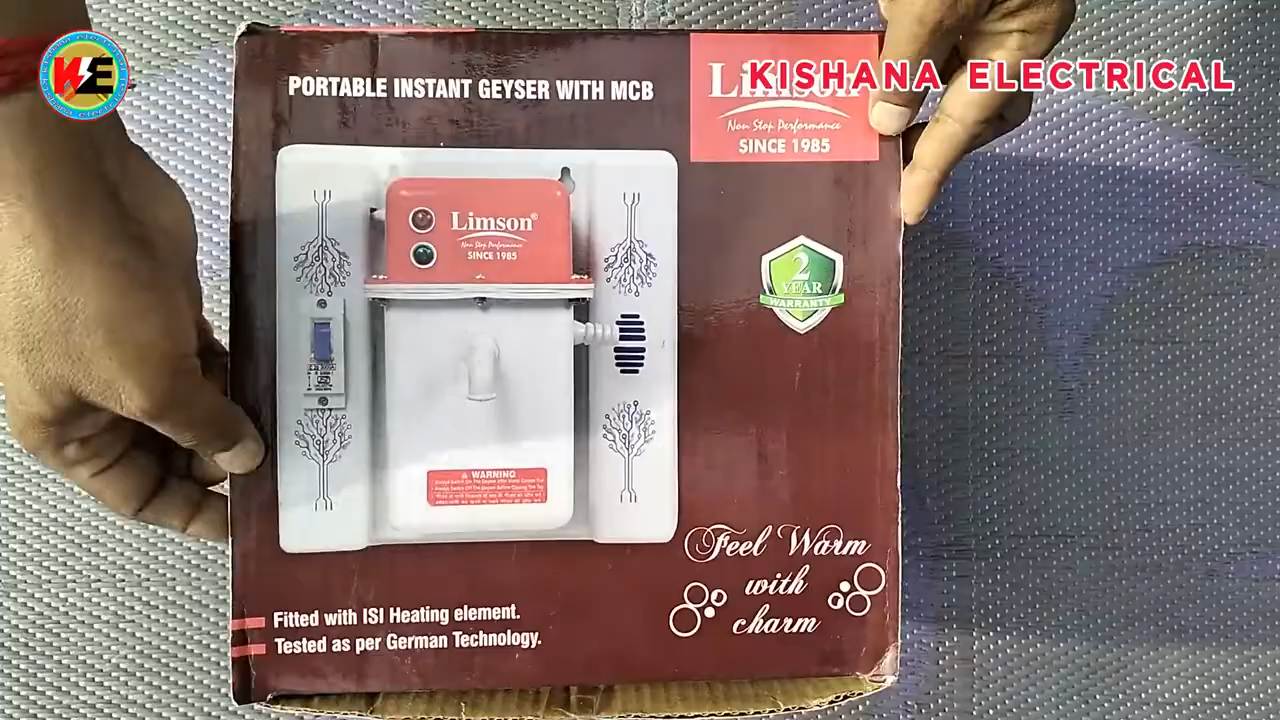 KE
KISHANA ELECTRICAL
PORTABLE INSTANT GEYSER WITH MCB
Non Stop Performance
SINCE 1985
Limson®
Non Stop Performance
SINCE 1985
2
YEAR
WARRANTY
WARNING
Feel Warm
with
charm
Fitted with ISI Heating element.
Tested as per German Technology.